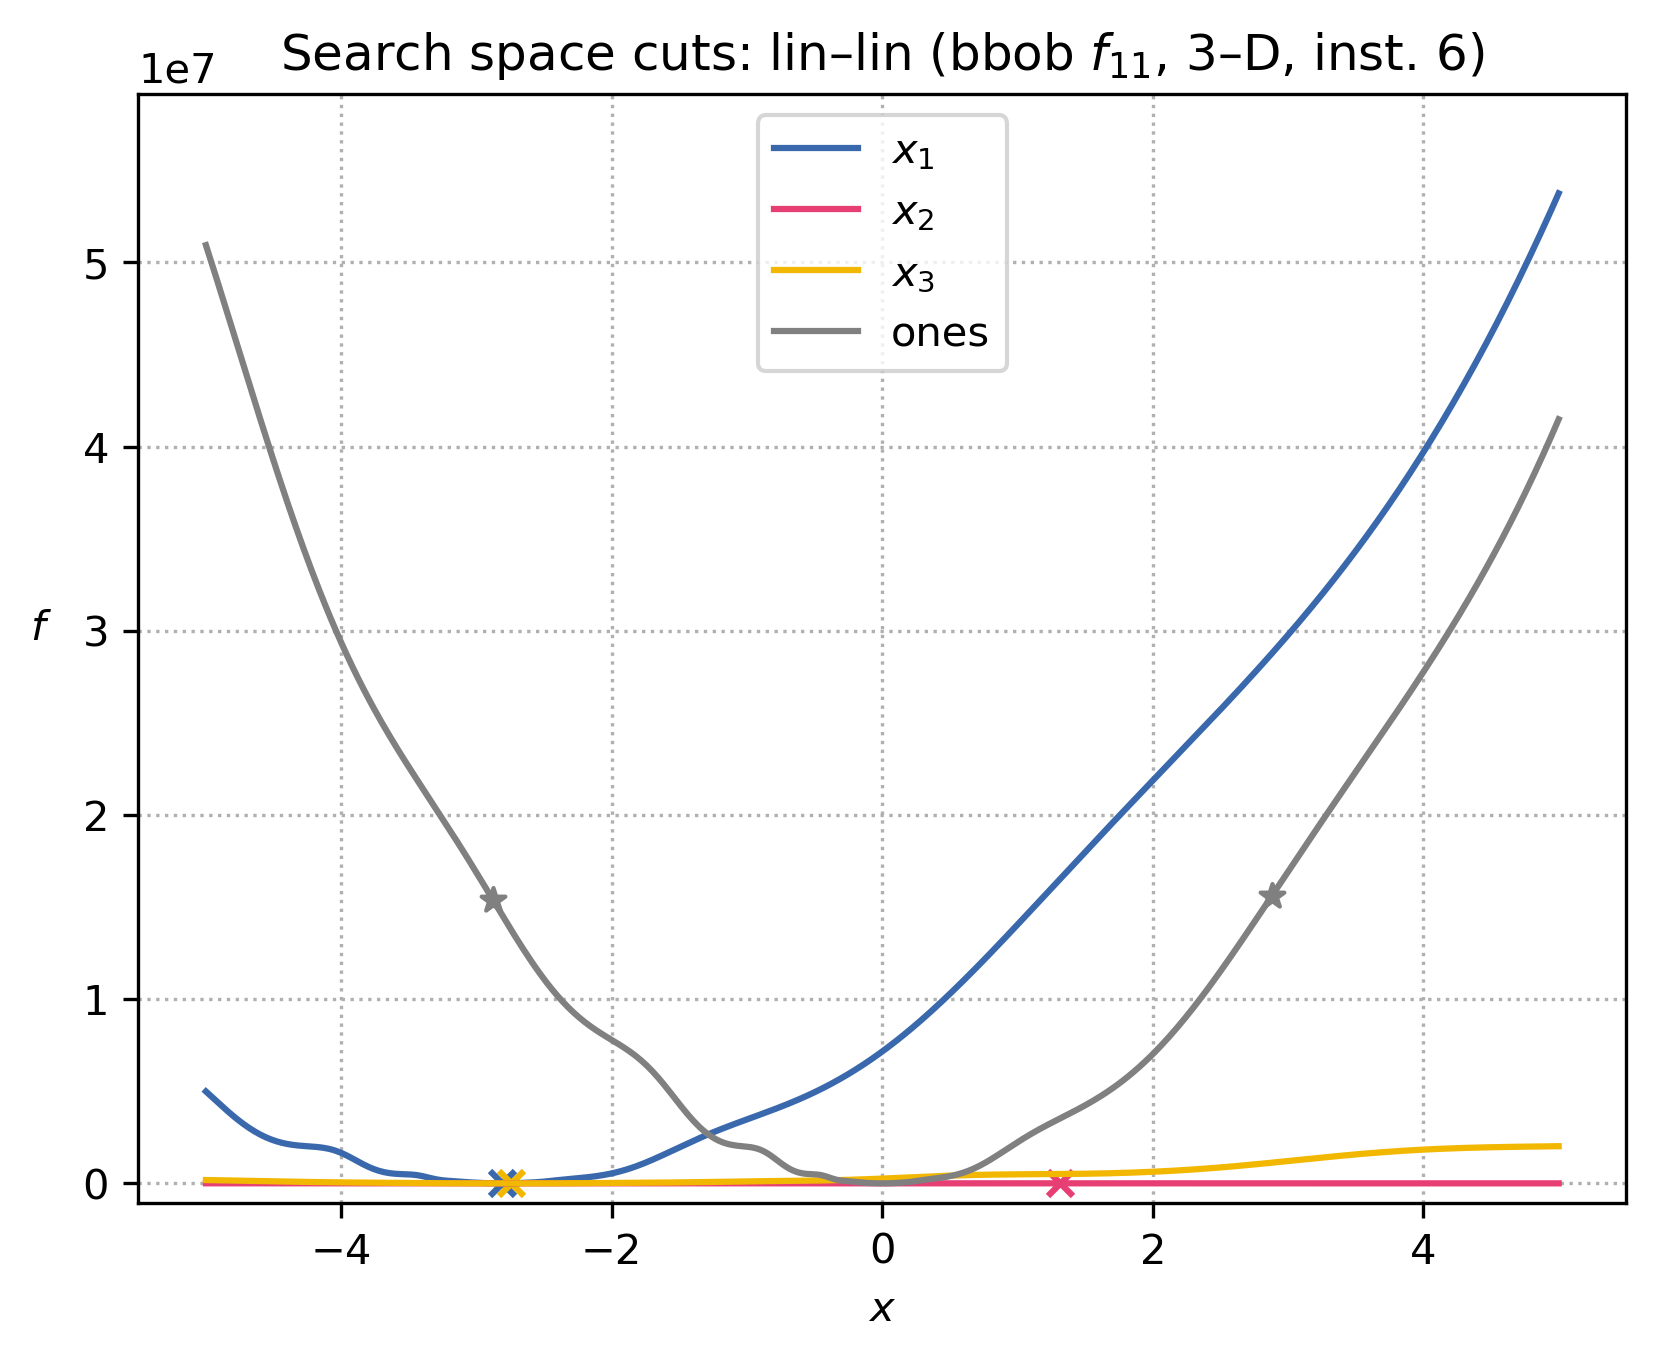 Search space cuts: lin–lin (bbob f₁₁, 3–D, inst. 6)
1e7
x₁
x₂
x₃
ones
5
4
3
2
1
0
f
−4 −2 0 2 4
x